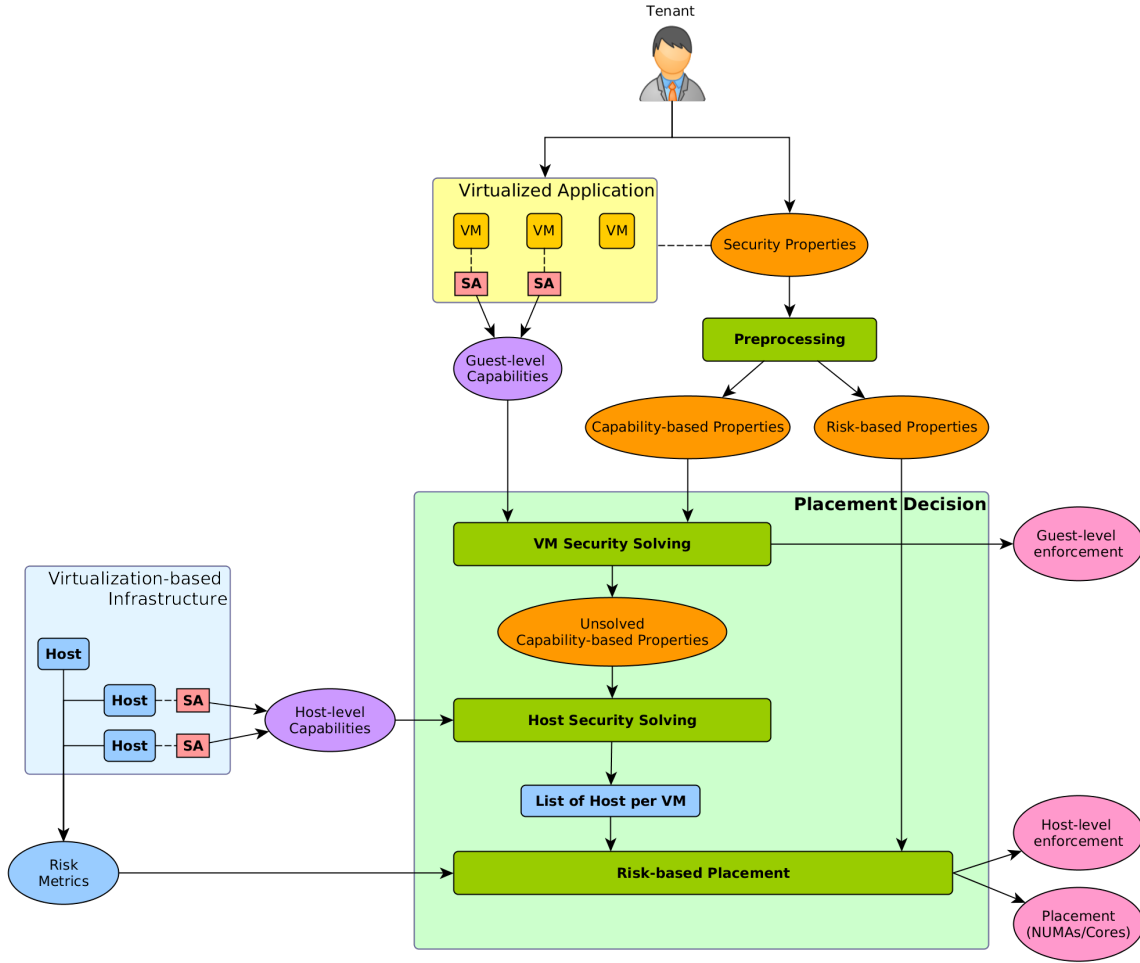 Tenant
Virtualized Application
VM
VM
VM
SA
SA
Security Properties
Preprocessing
Guest-level
Capabilities
Capability-based Properties
Risk-based Properties
Placement Decision
VM Security Solving
Guest-level
enforcement
Virtualization-based
Infrastructure
Unsolved
Capability-based Properties
Host
Host
SA
Host
SA
Host-level
Capabilities
Host Security Solving
List of Host per VM
Risk
Metrics
Risk-based Placement
Host-level
enforcement
Placement
(NUMAs/Cores)